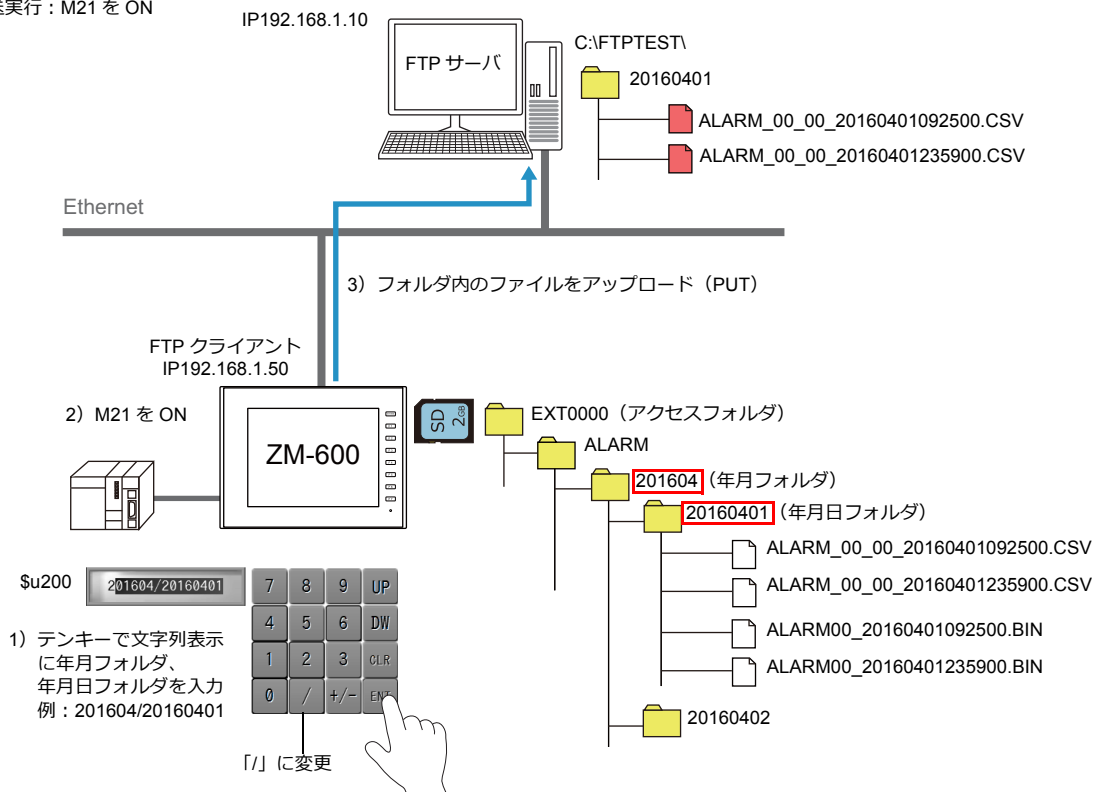 送実行：M21 を ON
IP192.168.1.10
FTP サーバ
C:\FTPTEST\
20160401
ALARM_00_00_20160401092500.CSV
ALARM_00_00_20160401235900.CSV
Ethernet
3）フォルダ内のファイルをアップロード（PUT）
FTP クライアント
IP192.168.1.50
2）M21 を ON
ZM-600
SD
2GB
EXT0000（アクセスフォルダ）
ALARM
201604（年月フォルダ）
20160401（年月日フォルダ）
ALARM_00_00_20160401092500.CSV
ALARM_00_00_20160401235900.CSV
ALARM00_20160401092500.BIN
ALARM00_20160401235900.BIN
20160402
$u200
201604/20160401
7 8 9 UP
4 5 6 DW
1 2 3 CLR
0 / +/- ENT
1）テンキーで文字列表示
に年月フォルダ、
年月日フォルダを入力
例：201604/20160401
「/」に変更